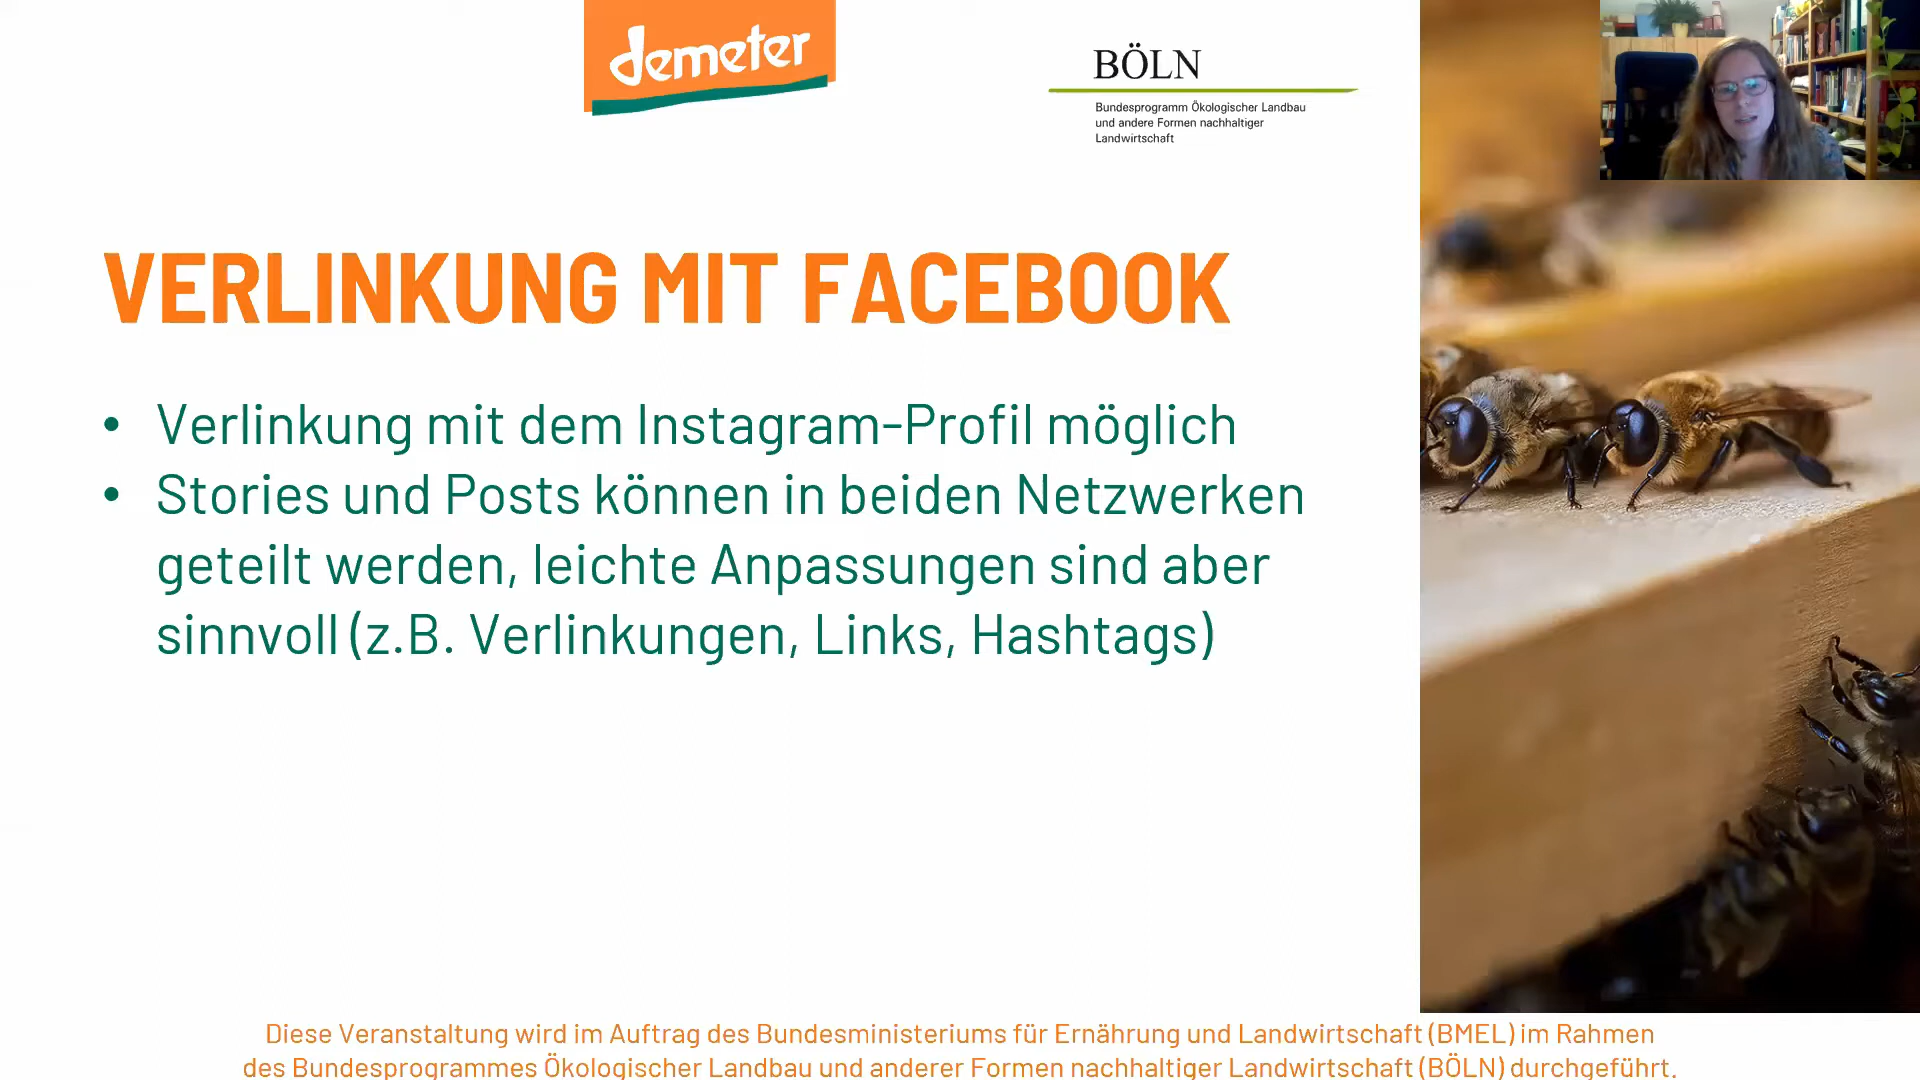 demeter
BÖLN
Bundesprogramm Ökologischer Landbau
und andere Formen nachhaltiger
Landwirtschaft
VERLINKUNG MIT FACEBOOK
• Verlinkung mit dem Instagram-Profil möglich
• Stories und Posts können in beiden Netzwerken
geteilt werden, leichte Anpassungen sind aber
sinnvoll (z.B. Verlinkungen, Links, Hashtags)
Diese Veranstaltung wird im Auftrag des Bundesministeriums für Ernährung und Landwirtschaft (BMEL) im Rahmen
des Bundesprogrammes Ökologischer Landbau und anderer Formen nachhaltiger Landwirtschaft (BÖLN) durchgeführt.